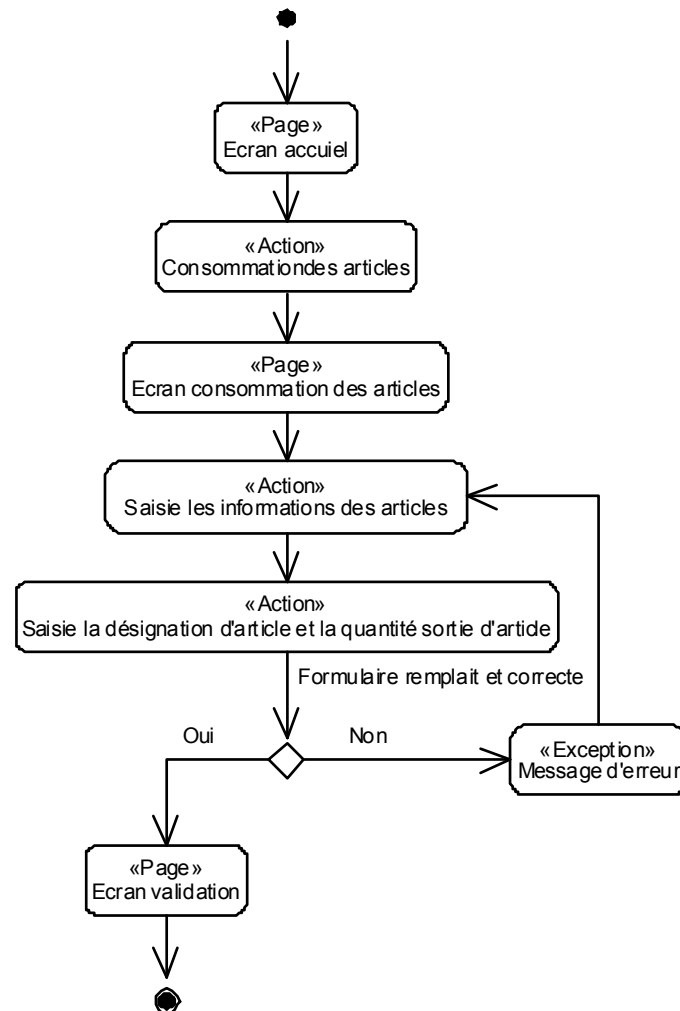 «Page»
Ecran accuiel
«Action»
Consommationdes articles
«Page»
Ecran consommation des articles
«Action»
Saisie les informations des articles
«Action»
Saisie la désignation d'article et la quantité sortie d'article
Formulaire remplait et correcte
Oui
Non
«Exception»
Message d'erreur
«Page»
Ecran validation